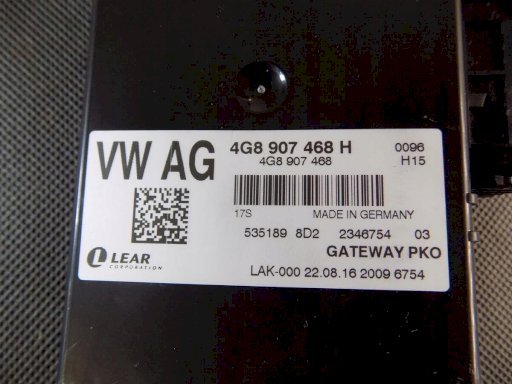 VW AG
4G8 907 468 H 0096
4G8 907 468 H15
17S MADE IN GERMANY
535189 8D2 2346754 03
GATEWAY PKO
LEAR
CORPORATION
LAK-000 22.08.16 2009 6754